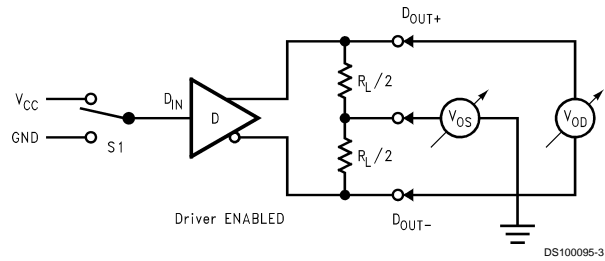 DOUT+
VCC
DIN
RL/2
D
GND
S1
VOS
VOD
RL/2
Driver ENABLED
DOUT−
DS100095-3